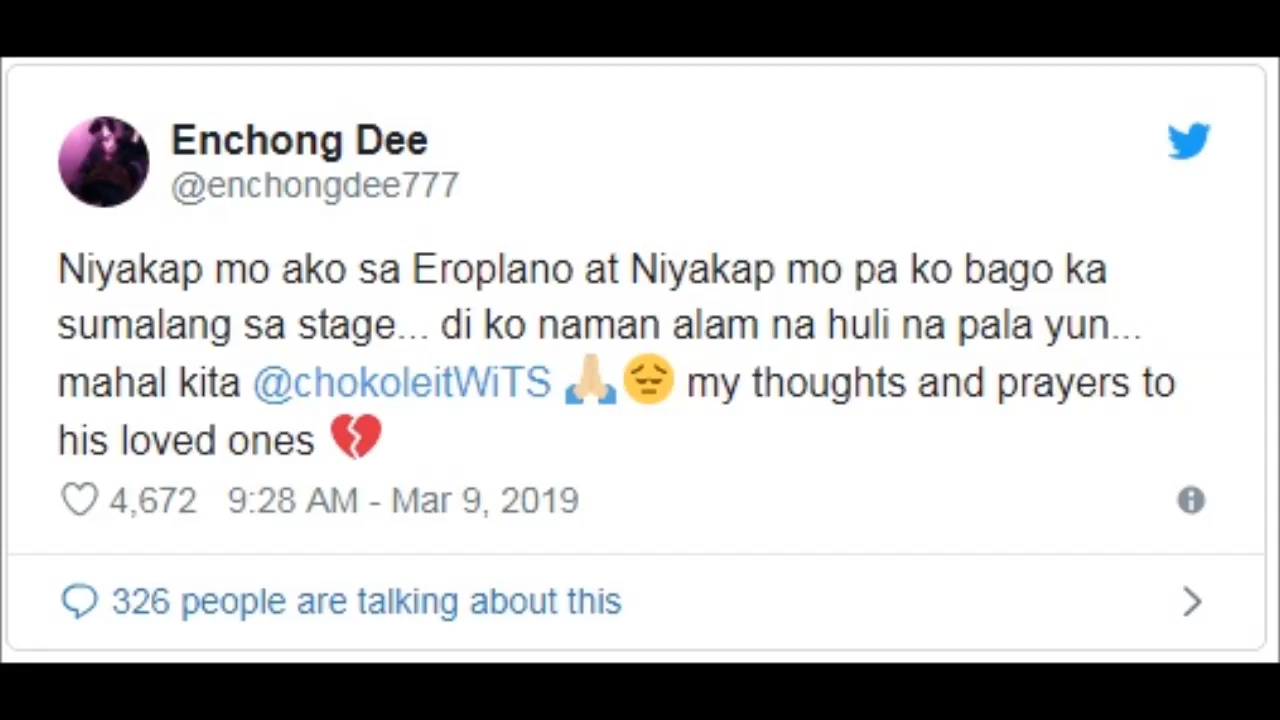 Enchong Dee
@enchongdee777
Niyakap mo ako sa Eroplano at Niyakap mo pa ko bago ka
sumalang sa stage... di ko naman alam na huli na pala yun...
mahal kita @chokoleitWiTS 🙏🏼😔 my thoughts and prayers to
his loved ones 💔
4,672 9:28 AM - Mar 9, 2019
326 people are talking about this